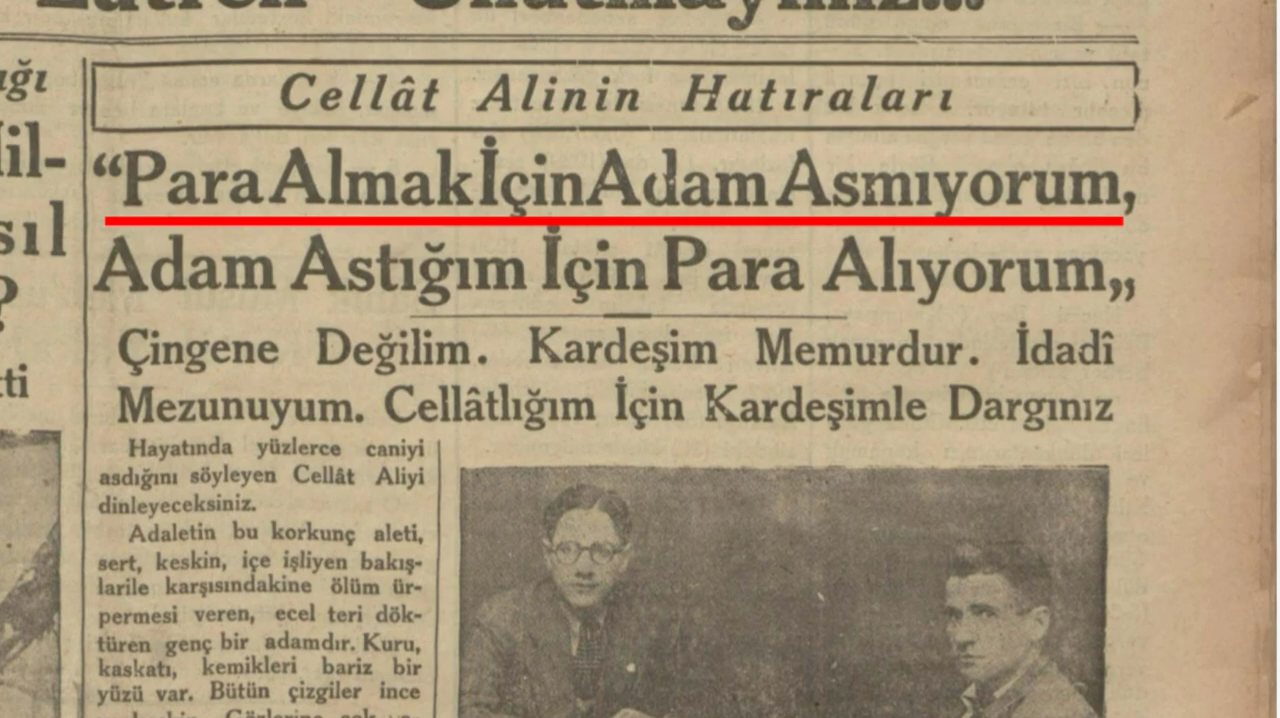 Cellât Alinin Hatıraları
“Para Almak İçin Adam Asmıyorum,
Adam Astığım İçin Para Alıyorum„
Çingene Değilim. Kardeşim Memurdur. İdadî
Mezunuyum. Cellâtlığım İçin Kardeşimle Dargınız
Hayatında yüzlerce caniyi
asdığını söyleyen Cellât Aliyi
dinleyeceksiniz.
Adaletin bu korkunç aleti,
sert, keskin, içe işliyen bakış-
larile karşısındakine ölüm ür-
permesi veren, ecel teri dök-
türen genç bir adamdır. Kuru,
kaskatı, kemikleri bariz bir
yüzü var. Bütün çizgiler ince